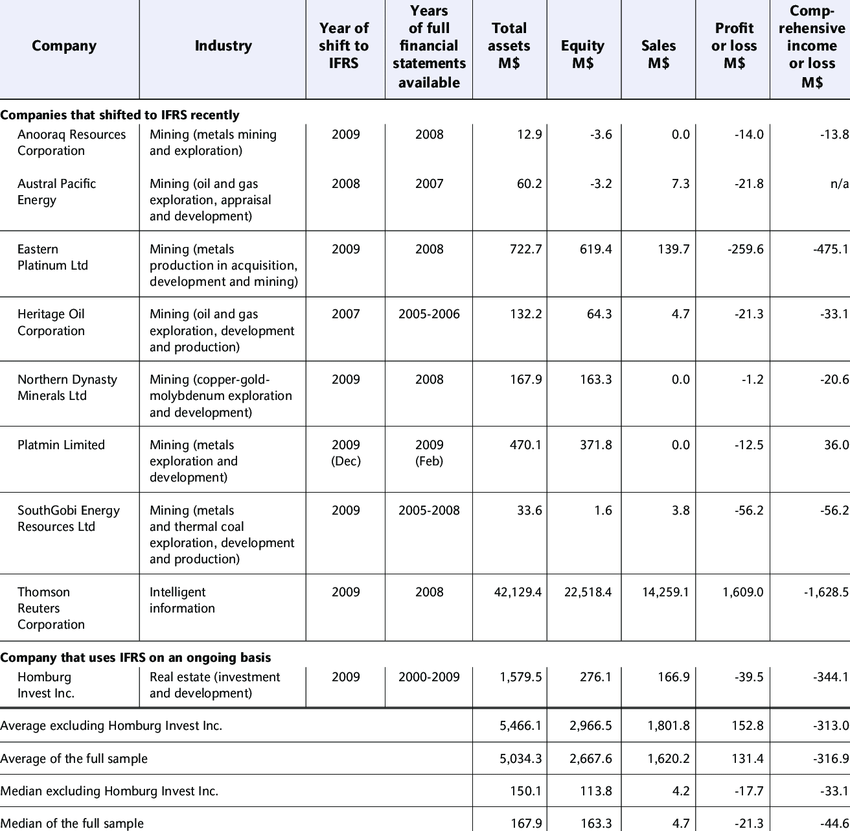 Company Industry Year of shift to IFRS Years of full financial statements available Total assets M$ Equity M$ Sales M$ Profit or loss M$ Comp-rehensive income or loss M$
Companies that shifted to IFRS recently
Anooraq Resources Corporation Mining (metals mining and exploration) 2009 2008 12.9 -3.6 0.0 -14.0 -13.8
Austral Pacific Energy Mining (oil and gas exploration, appraisal and development) 2008 2007 60.2 -3.2 7.3 -21.8 n/a
Eastern Platinum Ltd Mining (metals production in acquisition, development and mining) 2009 2008 722.7 619.4 139.7 -259.6 -475.1
Heritage Oil Corporation Mining (oil and gas exploration, development and production) 2007 2005-2006 132.2 64.3 4.7 -21.3 -33.1
Northern Dynasty Minerals Ltd Mining (copper-gold-molybdenum exploration and development) 2009 2008 167.9 163.3 0.0 -1.2 -20.6
Platmin Limited Mining (metals exploration and development) 2009 (Dec) 2009 (Feb) 470.1 371.8 0.0 -12.5 36.0
SouthGobi Energy Resources Ltd Mining (metals and thermal coal exploration, development and production) 2009 2005-2008 33.6 1.6 3.8 -56.2 -56.2
Thomson Reuters Corporation Intelligent information 2009 2008 42,129.4 22,518.4 14,259.1 1,609.0 -1,628.5
Company that uses IFRS on an ongoing basis
Homburg Invest Inc. Real estate (investment and development) 2009 2000-2009 1,579.5 276.1 166.9 -39.5 -344.1
Average excluding Homburg Invest Inc. 5,466.1 2,966.5 1,801.8 152.8 -313.0
Average of the full sample 5,034.3 2,667.6 1,620.2 131.4 -316.9
Median excluding Homburg Invest Inc. 150.1 113.8 4.2 -17.7 -33.1
Median of the full sample 167.9 163.3 4.7 -21.3 -44.6